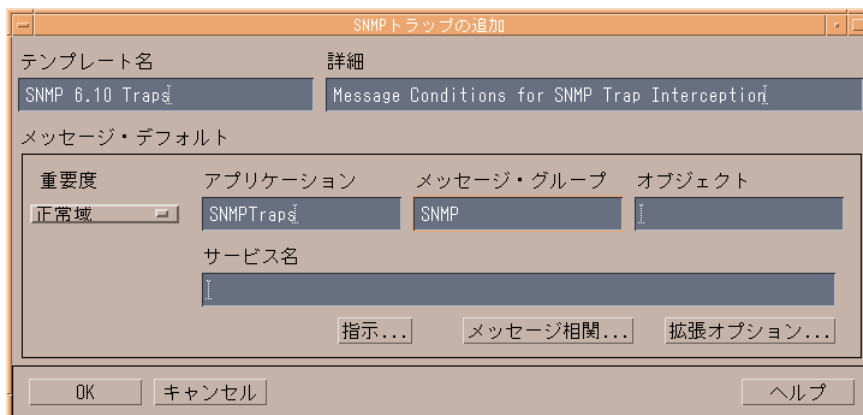 SNMPトラップの追加
テンプレート名 詳細
SNMP 6.10 Traps Message Conditions for SNMP Trap Interception
メッセージ・デフォルト
重要度 アプリケーション メッセージ・グループ オブジェクト
正常域 SNMPTraps SNMP
サービス名
指示... メッセージ相関... 拡張オプション...
OK キャンセル ヘルプ